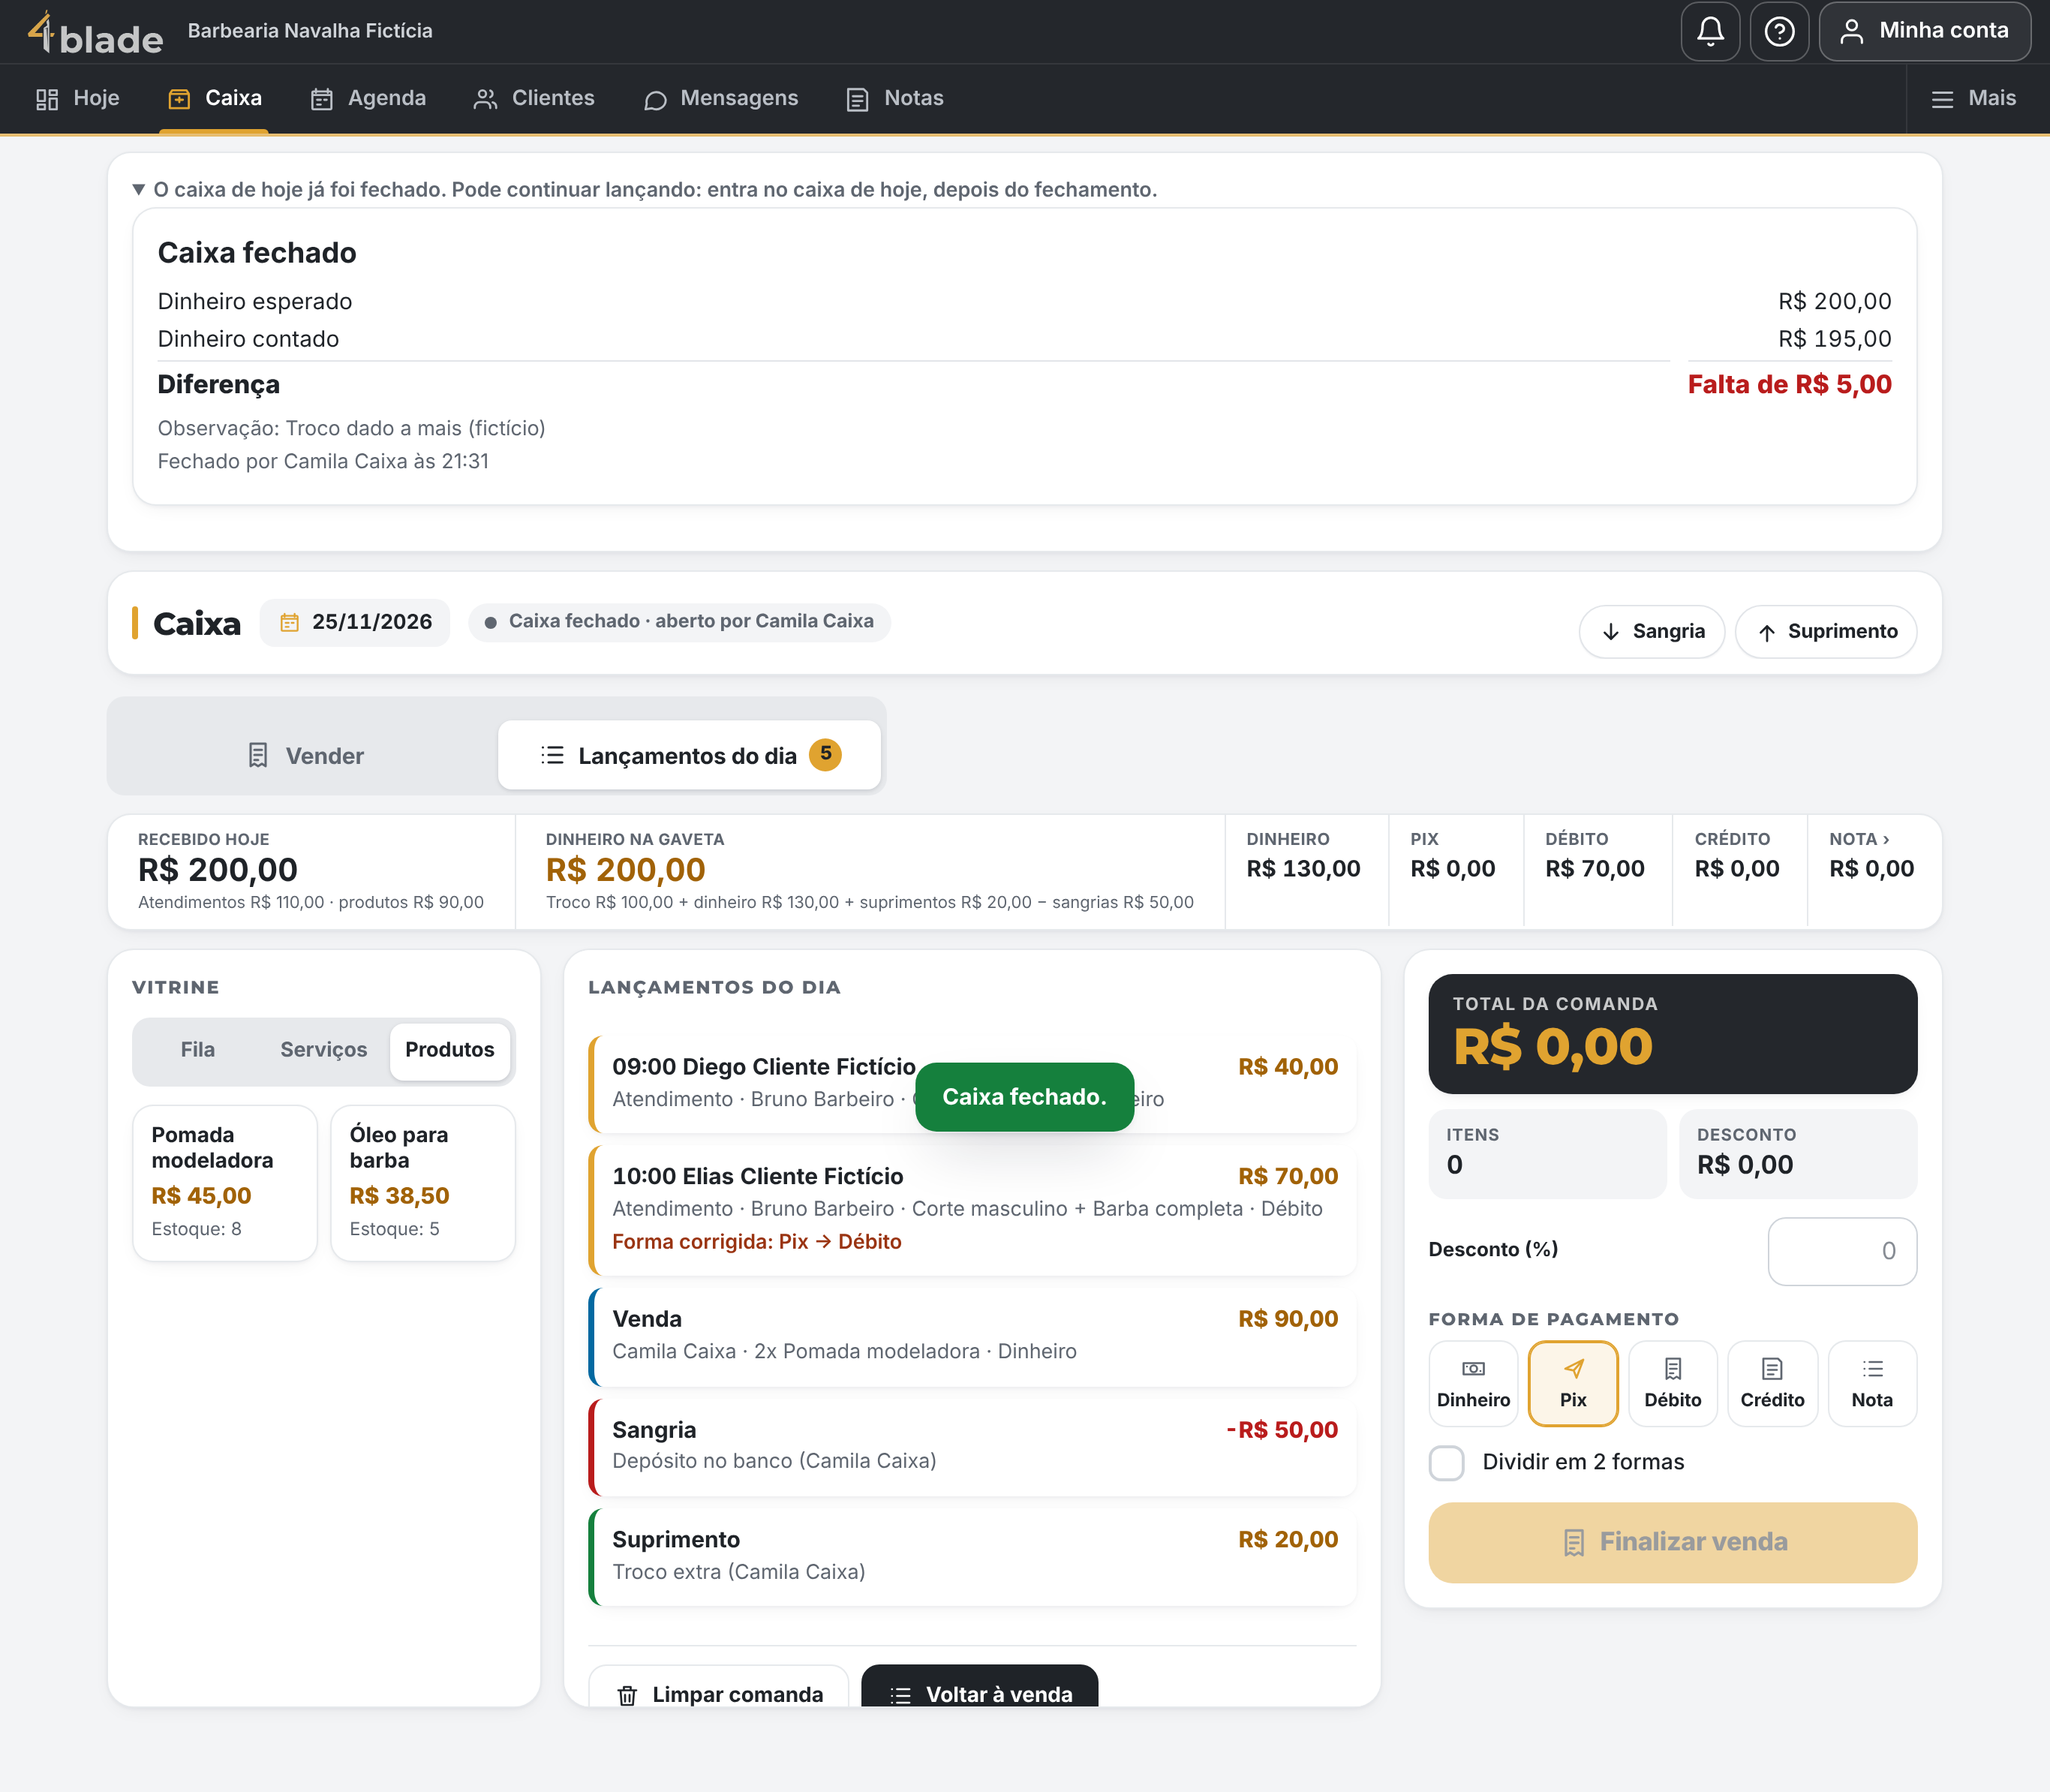 4blade
Barbearia Navalha Fictícia
Minha conta
Hoje
Caixa
Agenda
Clientes
Mensagens
Notas
Mais
▼ O caixa de hoje já foi fechado. Pode continuar lançando: entra no caixa de hoje, depois do fechamento.
Caixa fechado
Dinheiro esperado R$ 200,00
Dinheiro contado R$ 195,00
Diferença Falta de R$ 5,00
Observação: Troco dado a mais (fictício)
Fechado por Camila Caixa às 21:31
Caixa
25/11/2026
Caixa fechado · aberto por Camila Caixa
Sangria
Suprimento
Vender
Lançamentos do dia 5
RECEBIDO HOJE
R$ 200,00
Atendimentos R$ 110,00 · produtos R$ 90,00
DINHEIRO NA GAVETA
R$ 200,00
Troco R$ 100,00 + dinheiro R$ 130,00 + suprimentos R$ 20,00 − sangrias R$ 50,00
DINHEIRO
R$ 130,00
PIX
R$ 0,00
DÉBITO
R$ 70,00
CRÉDITO
R$ 0,00
NOTA ›
R$ 0,00
VITRINE
Fila
Serviços
Produtos
Pomada
modeladora
R$ 45,00
Estoque: 8
Óleo para
barba
R$ 38,50
Estoque: 5
LANÇAMENTOS DO DIA
09:00 Diego Cliente Fictício R$ 40,00
Atendimento · Bruno Barbeiro ·
Caixa fechado.
10:00 Elias Cliente Fictício R$ 70,00
Atendimento · Bruno Barbeiro · Corte masculino + Barba completa · Débito
Forma corrigida: Pix → Débito
Venda R$ 90,00
Camila Caixa · 2x Pomada modeladora · Dinheiro
Sangria -R$ 50,00
Depósito no banco (Camila Caixa)
Suprimento R$ 20,00
Troco extra (Camila Caixa)
Limpar comanda
Voltar à venda
TOTAL DA COMANDA
R$ 0,00
ITENS
0
DESCONTO
R$ 0,00
Desconto (%) 0
FORMA DE PAGAMENTO
Dinheiro
Pix
Débito
Crédito
Nota
Dividir em 2 formas
Finalizar venda